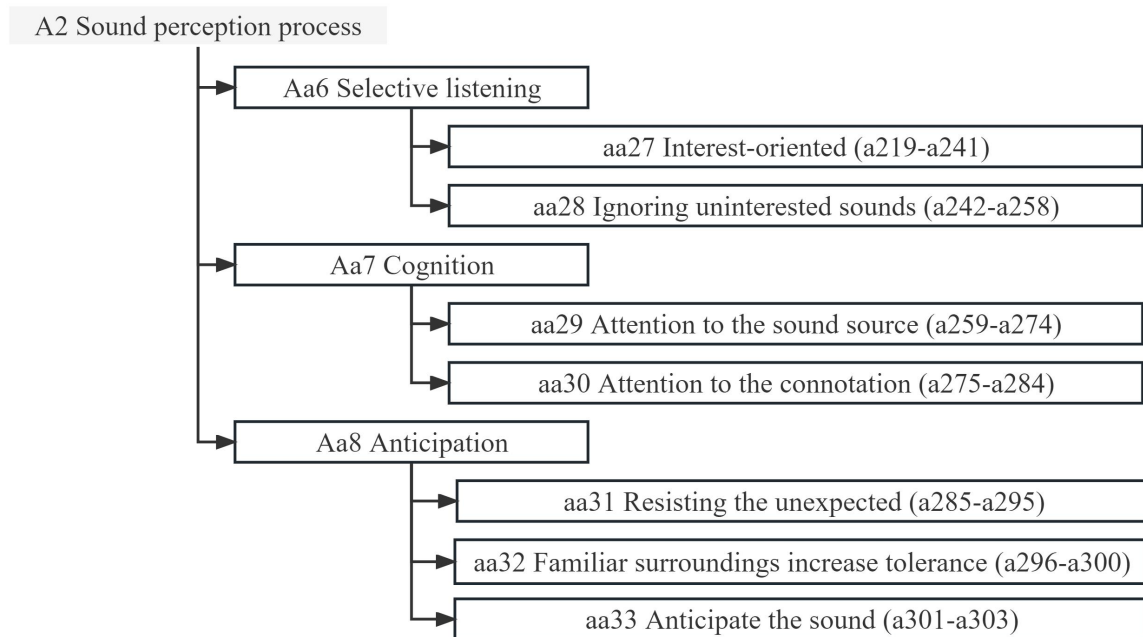 A2 Sound perception process
Aa6 Selective listening
aa27 Interest-oriented (a219-a241)
aa28 Ignoring uninterested sounds (a242-a258)
Aa7 Cognition
aa29 Attention to the sound source (a259-a274)
aa30 Attention to the connotation (a275-a284)
Aa8 Anticipation
aa31 Resisting the unexpected (a285-a295)
aa32 Familiar surroundings increase tolerance (a296-a300)
aa33 Anticipate the sound (a301-a303)